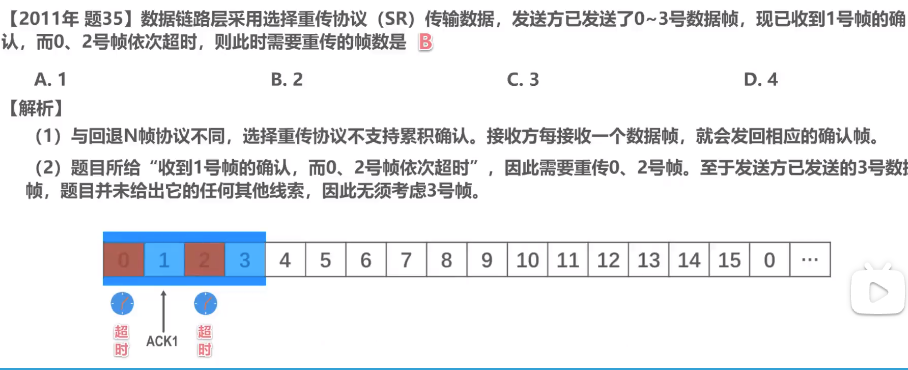 【2011年 题35】数据链路层采用选择重传协议（SR）传输数据，发送方已发送了0~3号数据帧，现已收到1号帧的确
认，而0、2号帧依次超时，则此时需要重传的帧数是 B
A. 1 B. 2 C. 3 D. 4
【解析】
（1）与回退N帧协议不同，选择重传协议不支持累积确认。接收方每接收一个数据帧，就会发回相应的确认帧。
（2）题目所给“收到1号帧的确认，而0、2号帧依次超时”，因此需要重传0、2号帧。至于发送方已发送的3号数据
帧，题目并未给出它的任何其他线索，因此无须考虑3号帧。
0 1 2 3 4 5 6 7 8 9 10 11 12 13 14 15 0 …
超时 ACK1 超时